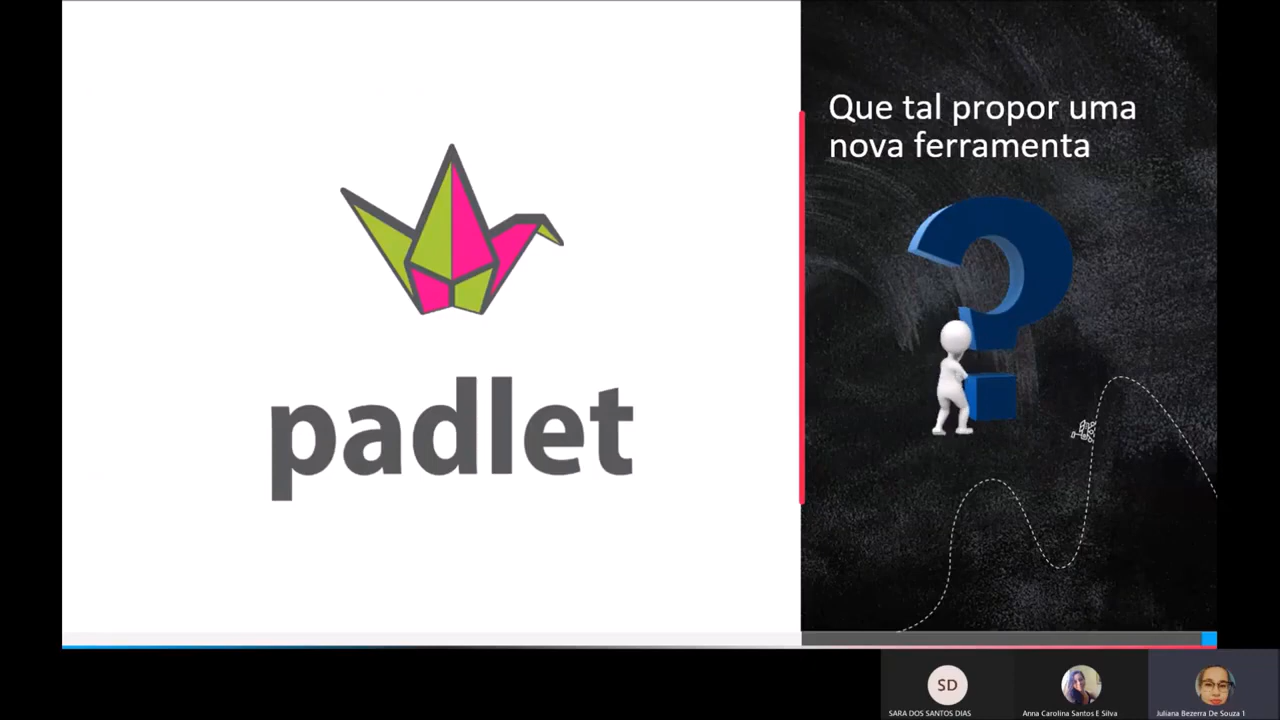 padlet
Que tal propor uma
nova ferramenta
SD
SARA DOS SANTOS DIAS
Anna Carolina Santos E Silva
Juliana Bezerra De Souza 1